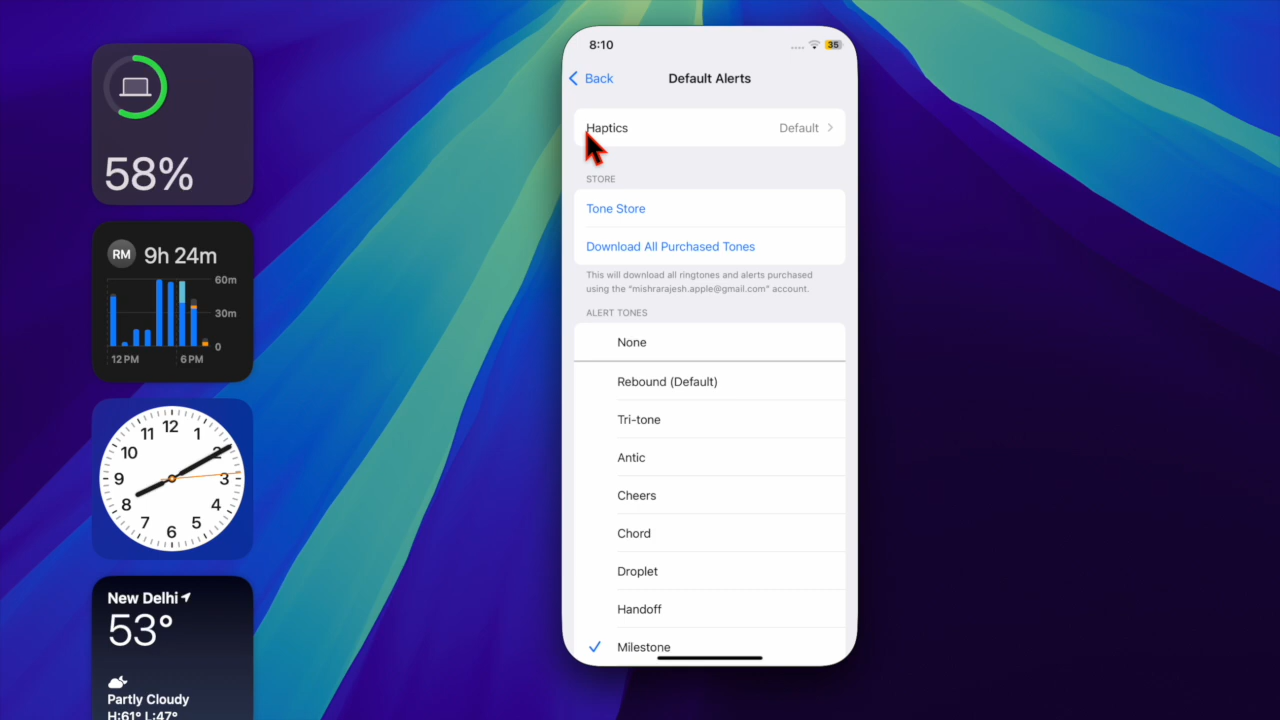 58%
RM 9h 24m
60m
30m
0
12 PM 6 PM
12
1
2
3
4
5
6
7
8
9
10
11
New Delhi
53°
Partly Cloudy
H:61° L:47°
8:10
35
Back
Default Alerts
Haptics Default
STORE
Tone Store
Download All Purchased Tones
This will download all ringtones and alerts purchased
using the "mishrarajesh.apple@gmail.com" account.
ALERT TONES
None
Rebound (Default)
Tri-tone
Antic
Cheers
Chord
Droplet
Handoff
Milestone